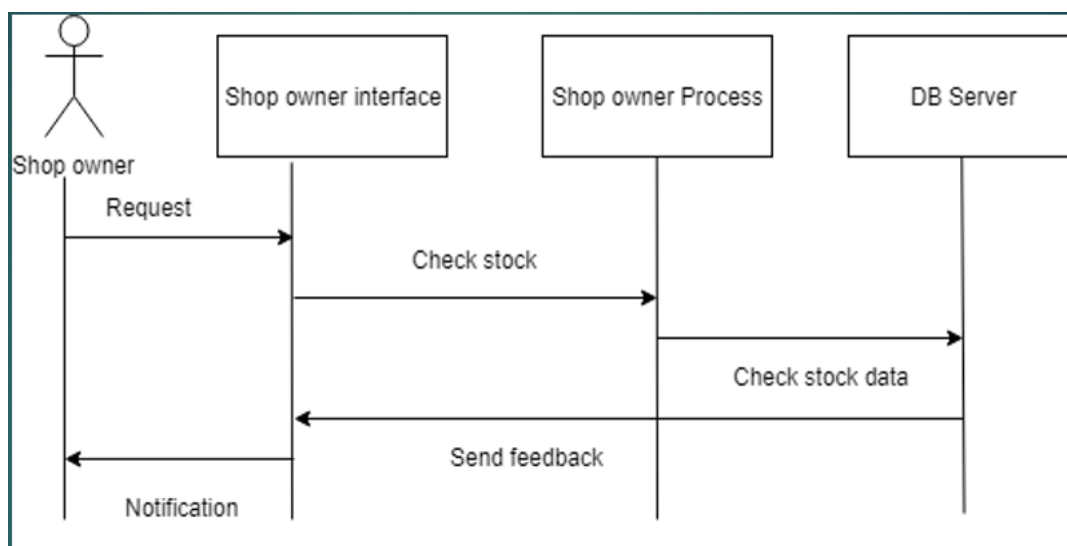 Shop owner interface
Shop owner Process
DB Server
Shop owner
Request
Check stock
Check stock data
Send feedback
Notification